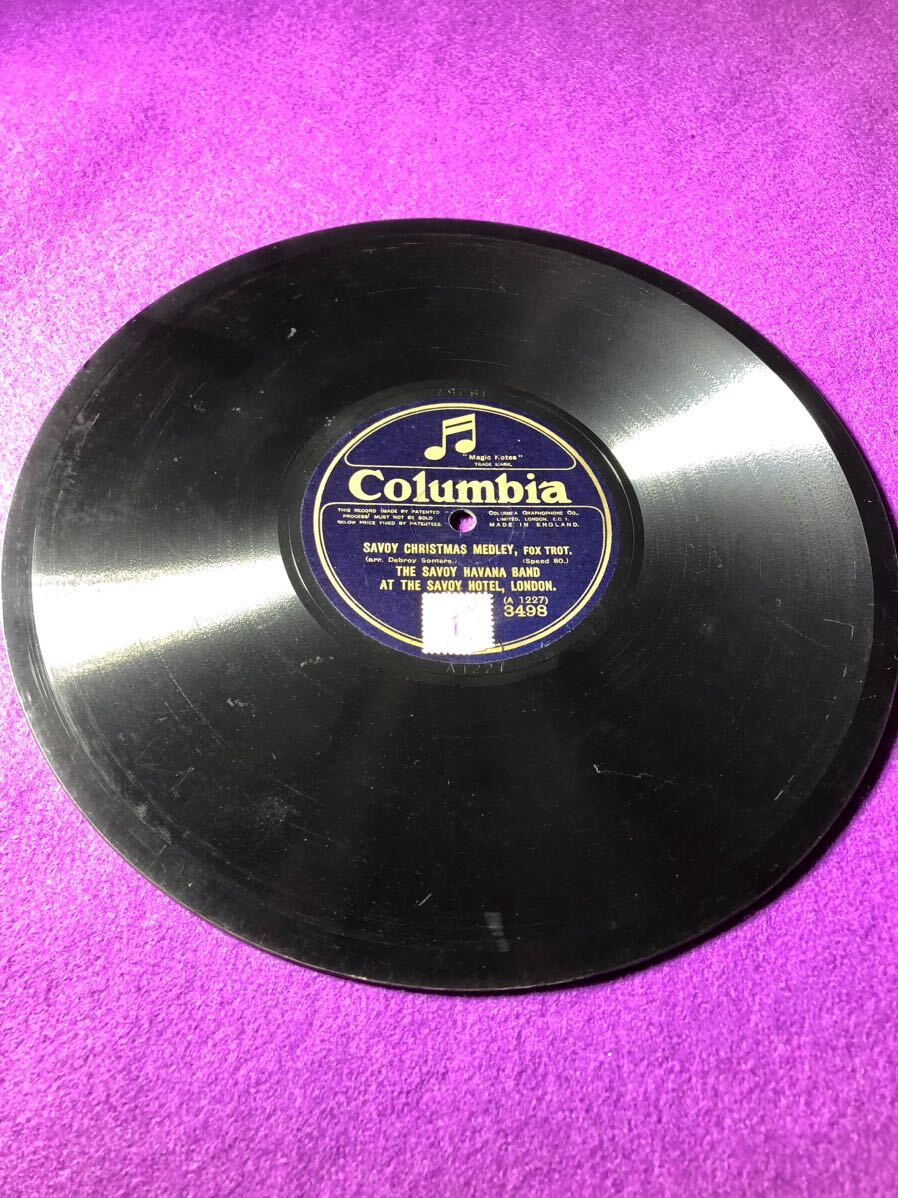 "Magic Notes"
TRADE MARK.
Columbia
THIS RECORD (MADE BY PATENTED
PROCESS) MUST NOT BE SOLD
BELOW PRICE FIXED BY PATENTEES.
COLUMBIA GRAPHOPHONE CO.,
LIMITED, LONDON, E.C.1.
MADE IN ENGLAND.
SAVOY CHRISTMAS MEDLEY, FOX TROT.
(arr. Debroy Somers.) (Speed 80.)
THE SAVOY HAVANA BAND
AT THE SAVOY HOTEL, LONDON.
(A 1227)
3498
A1227